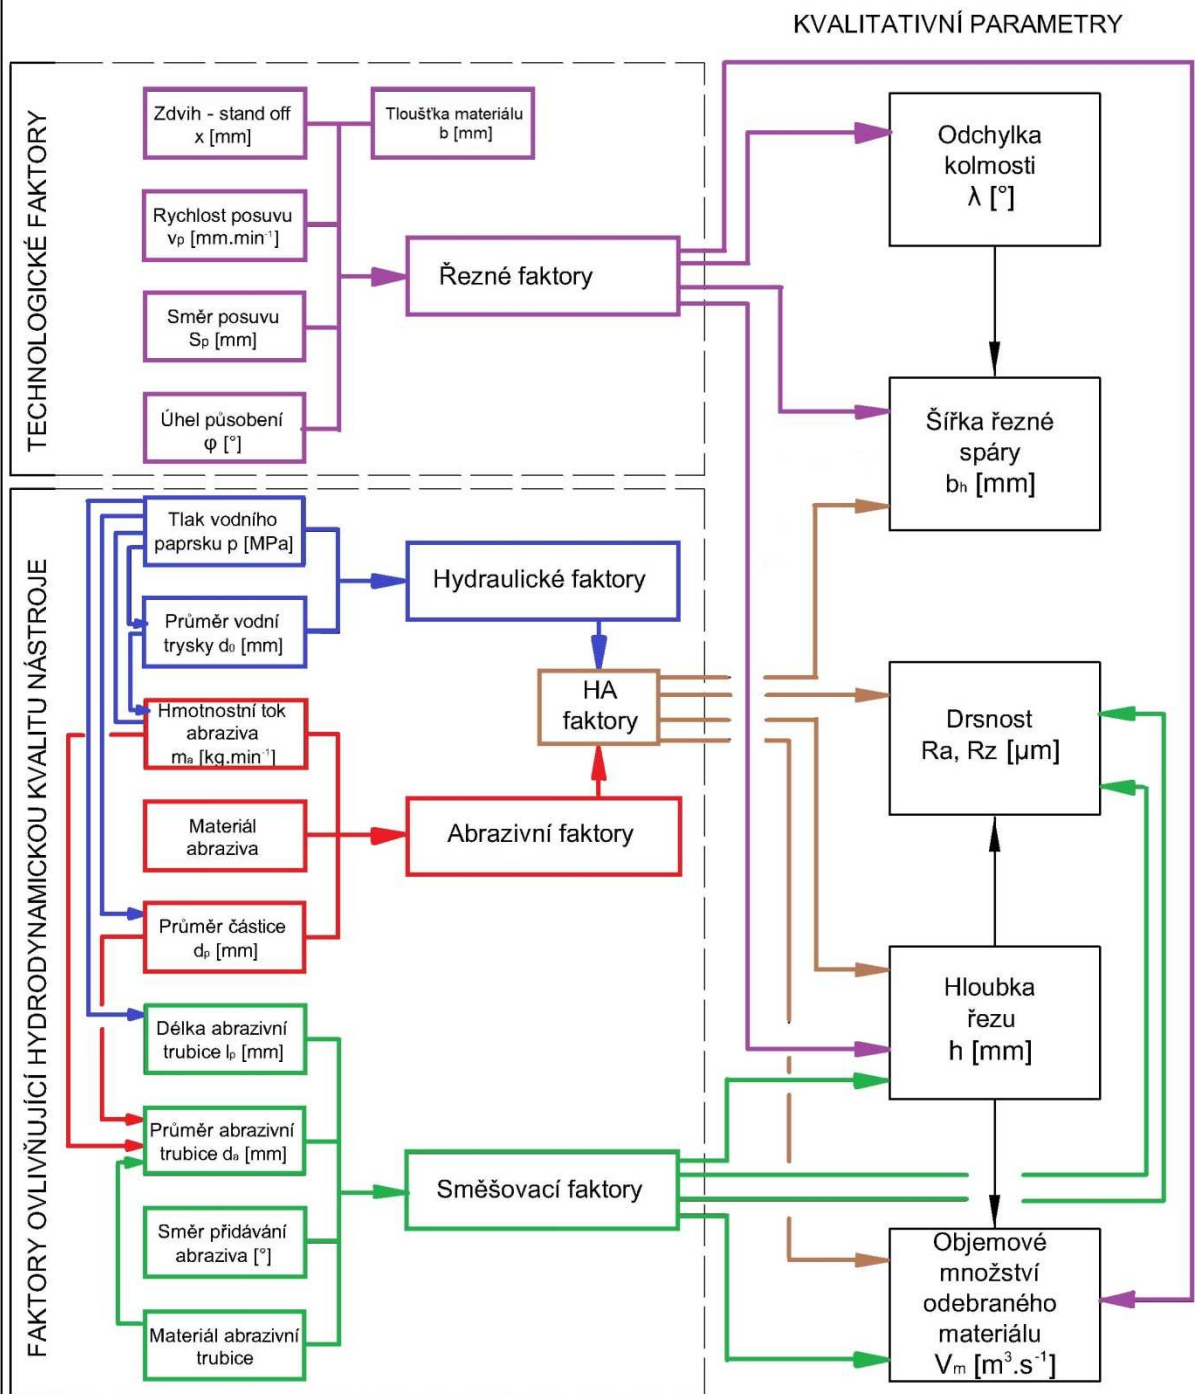 KVALITATIVNÍ PARAMETRY
TECHNOLOGICKÉ FAKTORY
Zdvih - stand off
x [mm]
Tloušťka materiálu
b [mm]
Rychlost posuvu
vₚ [mm.min⁻¹]
Směr posuvu
Sₚ [mm]
Úhel působení
φ [°]
Řezné faktory
Odchylka
kolmosti
λ [°]
Šířka řezné
spáry
bₕ [mm]
FAKTORY OVLIVŇUJÍCÍ HYDRODYNAMICKOU KVALITU NÁSTROJE
Tlak vodního
paprsku p [MPa]
Průměr vodní
trysky d₀ [mm]
Hmotnostní tok
abraziva
mₐ [kg.min⁻¹]
Materiál
abraziva
Průměr částice
dₚ [mm]
Délka abrazivní
trubice lₚ [mm]
Průměr abrazivní
trubice dₐ [mm]
Směr přidávání
abraziva [°]
Materiál abrazivní
trubice
Hydraulické faktory
HA
faktory
Abrazivní faktory
Směšovací faktory
Drsnost
Ra, Rz [µm]
Hloubka
řezu
h [mm]
Objemové
množství
odebraného
materiálu
Vₘ [m³.s⁻¹]